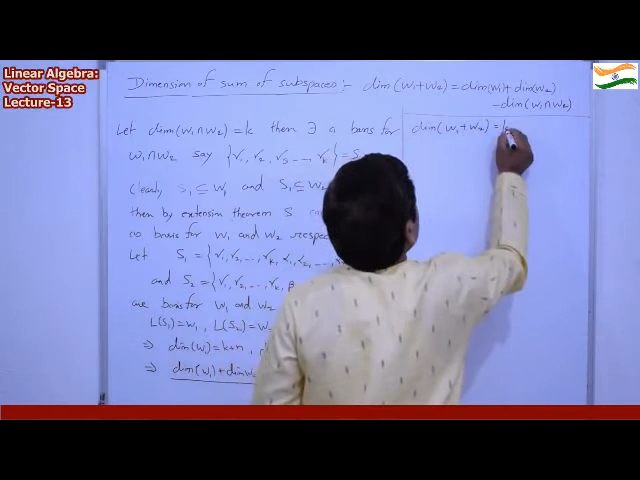 Linear Algebra:
Vector Space
Lecture-13
Dimension of sum of subspaces:- dim(W1+W2) = dim(W1) + dim(W2)
- dim(W1∩W2)
Let dim(W1∩W2) = k then ∃ a basis for
W1∩W2 say {r1, r2, r3 ---, rk} = S
Clearly S1 ⊆ W1 and S1 ⊆ W2
then by extension theorem S
as basis for W1 and W2
Let S1 = {r1, r2, ---, rk, α1, α2, ---,
and S2 = {r1, r2, ---, rk, β
are basis for W1 and W2
L(S1) = W1, L(S2) = W2
⇒ dim(W1) = k+n,
⇒ dim(W1) + dim W2
dim(W1+W2) = k